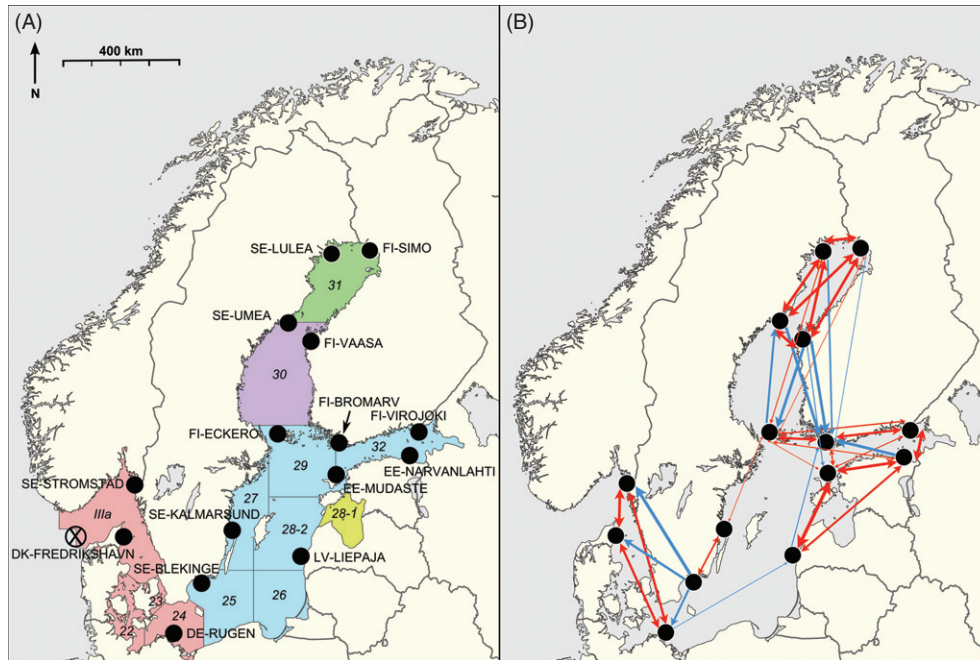 (A)
(B)
400 km
N
SE-LULEA
FI-SIMO
31
SE-UMEA
FI-VAASA
30
FI-BROMARV
FI-VIROJOKI
FI-ECKERO
32
29
EE-NARVANLAHTI
SE-STROMSTAD
EE-MUDASTE
27
IIIa
SE-KALMARSUND
28-1
28-2
DK-FREDRIKSHAVN
LV-LIEPAJA
SE-BLEKINGE
25
26
23
24
22
DE-RUGEN